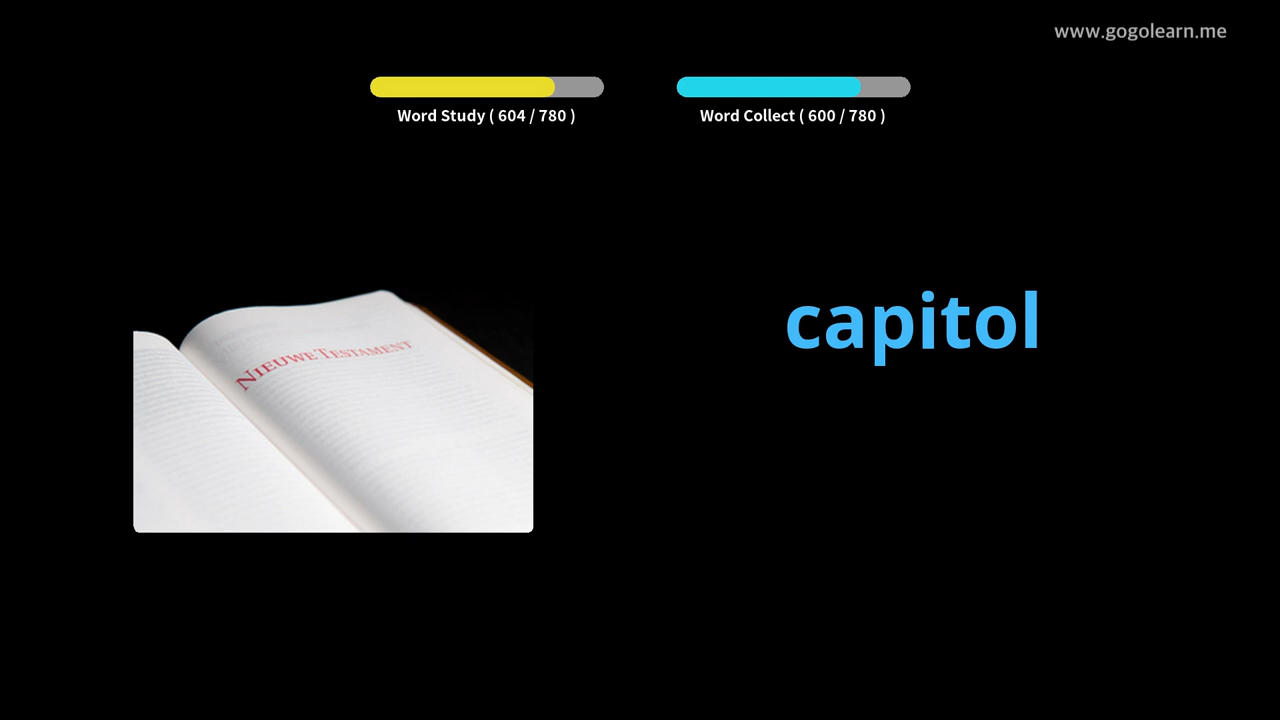 www.gogolearn.me
Word Study ( 604 / 780 )
Word Collect ( 600 / 780 )
NIEUWE TESTAMENT
capitol